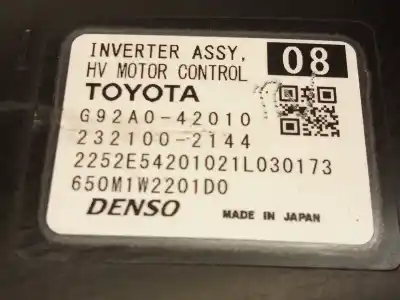 INVERTER ASSY, 08
HV MOTOR CONTROL
TOYOTA
G92A0-42010
232100-2144
2252E54201021L030173
650M1W2201D0
DENSO MADE IN JAPAN